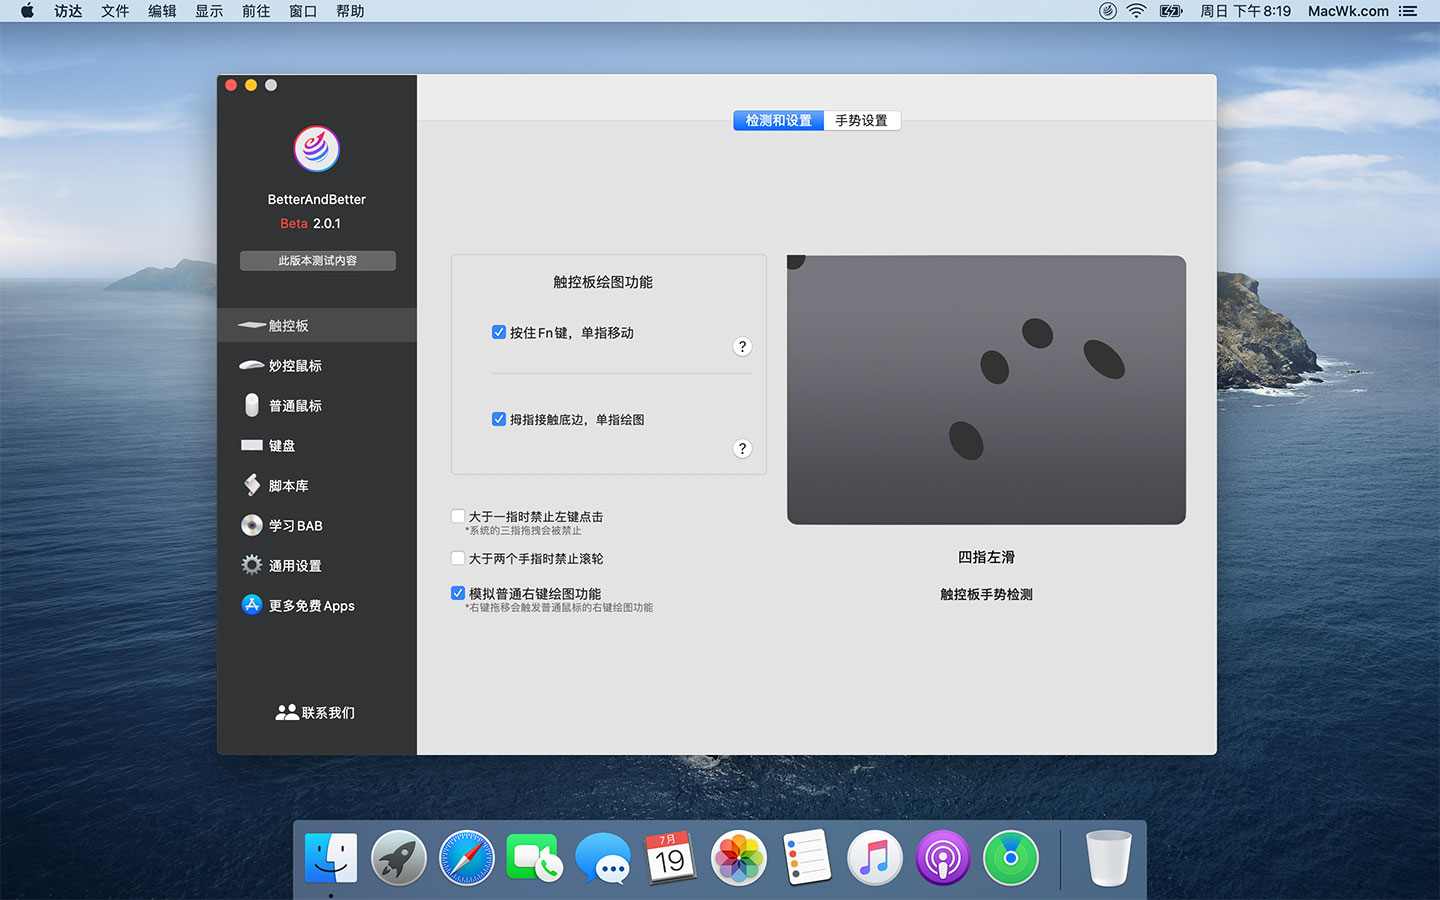 访达 文件 编辑 显示 前往 窗口 帮助 周日 下午8:19 MacWk.com
BetterAndBetter
Beta 2.0.1
此版本测试内容
触控板
妙控鼠标
普通鼠标
键盘
脚本库
学习BAB
通用设置
更多免费Apps
联系我们
检测和设置 手势设置
触控板绘图功能
按住Fn键，单指移动
?
拇指接触底边，单指绘图
?
大于一指时禁止左键点击
*系统的三指拖拽会被禁止
大于两个手指时禁止滚轮
模拟普通右键绘图功能
*右键拖移会触发普通鼠标的右键绘图功能
四指左滑
触控板手势检测
7月
19